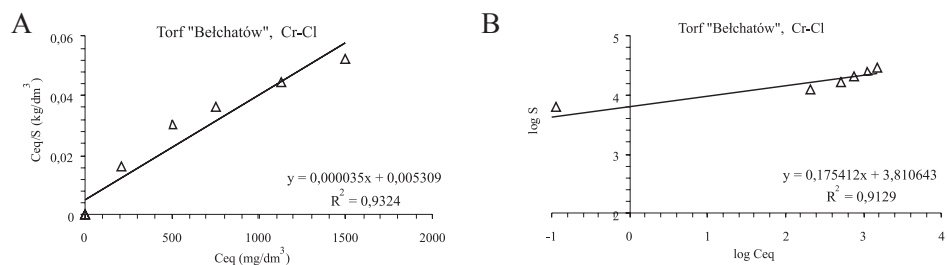 A
Torf "Bełchatów", Cr-Cl
0,06
0,04
0,02
0
Ceq/S (kg/dm3)
y = 0,000035x + 0,005309
R2 = 0,9324
0 500 1000 1500 2000
Ceq (mg/dm3)
B
Torf "Bełchatów", Cr-Cl
5
4
3
2
log S
y = 0,175412x + 3,810643
R2 = 0,9129
-1 0 1 2 3 4
log Ceq